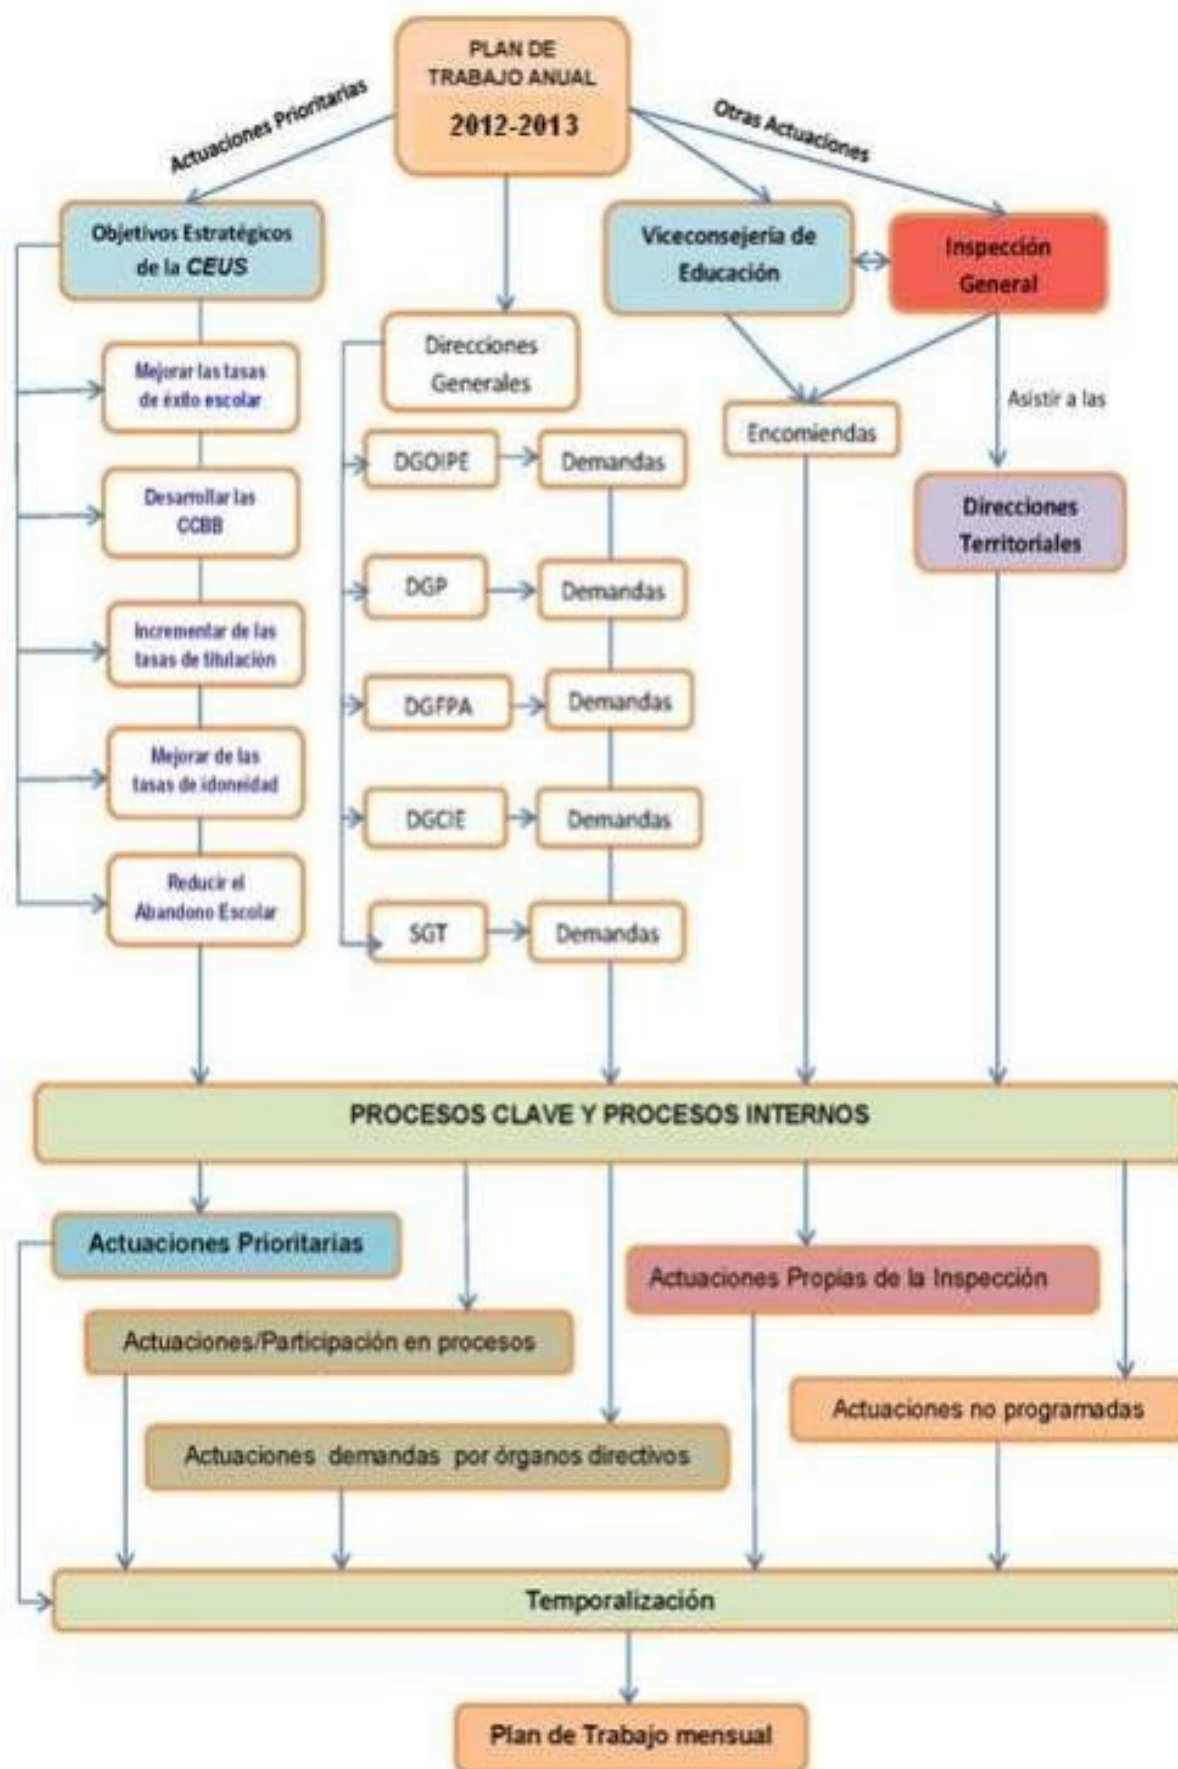 PLAN DE
TRABAJO ANUAL
2012-2013
Actuaciones Prioritarias
Otras Actuaciones
Objetivos Estratégicos
de la CEUS
Viceconsejería de
Educación
Inspección
General
Direcciones
Generales
Mejorar las tasas
de éxito escolar
Asistir a las
Encomiendas
DGOIPE
Demandas
Desarrollar las
CCBB
Direcciones
Territoriales
DGP
Demandas
Incrementar de las
tasas de titulación
DGFPA
Demandas
Mejorar de las
tasas de idoneidad
DGCIE
Demandas
Reducir el
Abandono Escolar
SGT
Demandas
PROCESOS CLAVE Y PROCESOS INTERNOS
Actuaciones Prioritarias
Actuaciones Propias de la Inspección
Actuaciones/Participación en procesos
Actuaciones no programadas
Actuaciones demandas por órganos directivos
Temporalización
Plan de Trabajo mensual